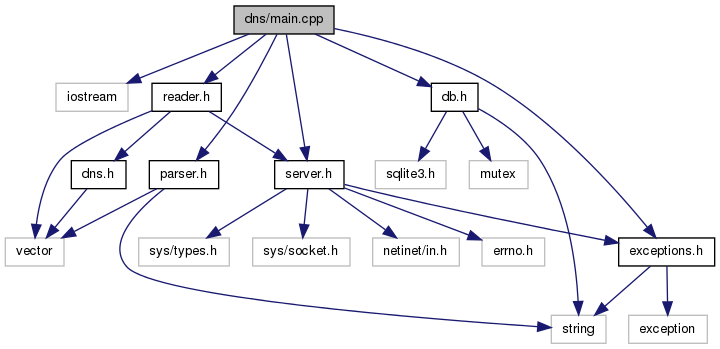 dns/main.cpp
iostream
reader.h
db.h
dns.h
parser.h
server.h
sqlite3.h
mutex
vector
sys/types.h
sys/socket.h
netinet/in.h
errno.h
exceptions.h
string
exception